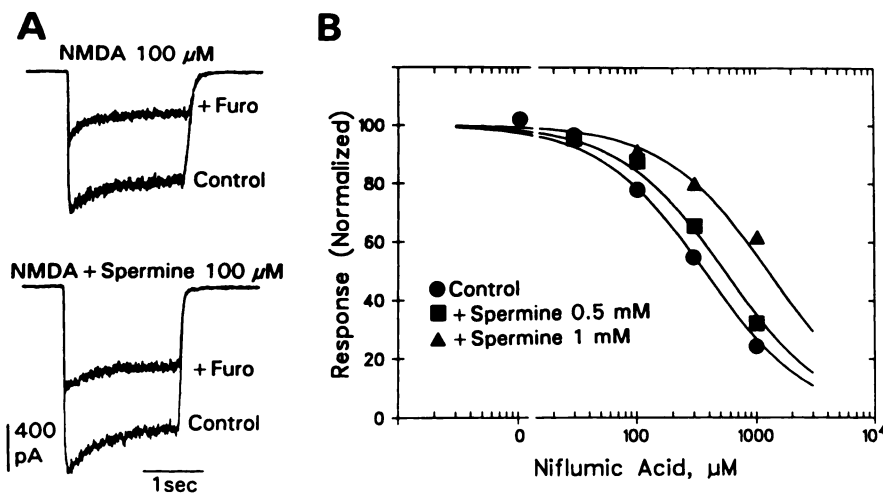 A
NMDA 100 µM
+ Furo
Control
NMDA + Spermine 100 µM
+ Furo
Control
400
pA
1sec
B
Response (Normalized)
100
80
60
40
20
0
Control
+ Spermine 0.5 mM
+ Spermine 1 mM
0
100
1000
10⁴
Niflumic Acid, µM